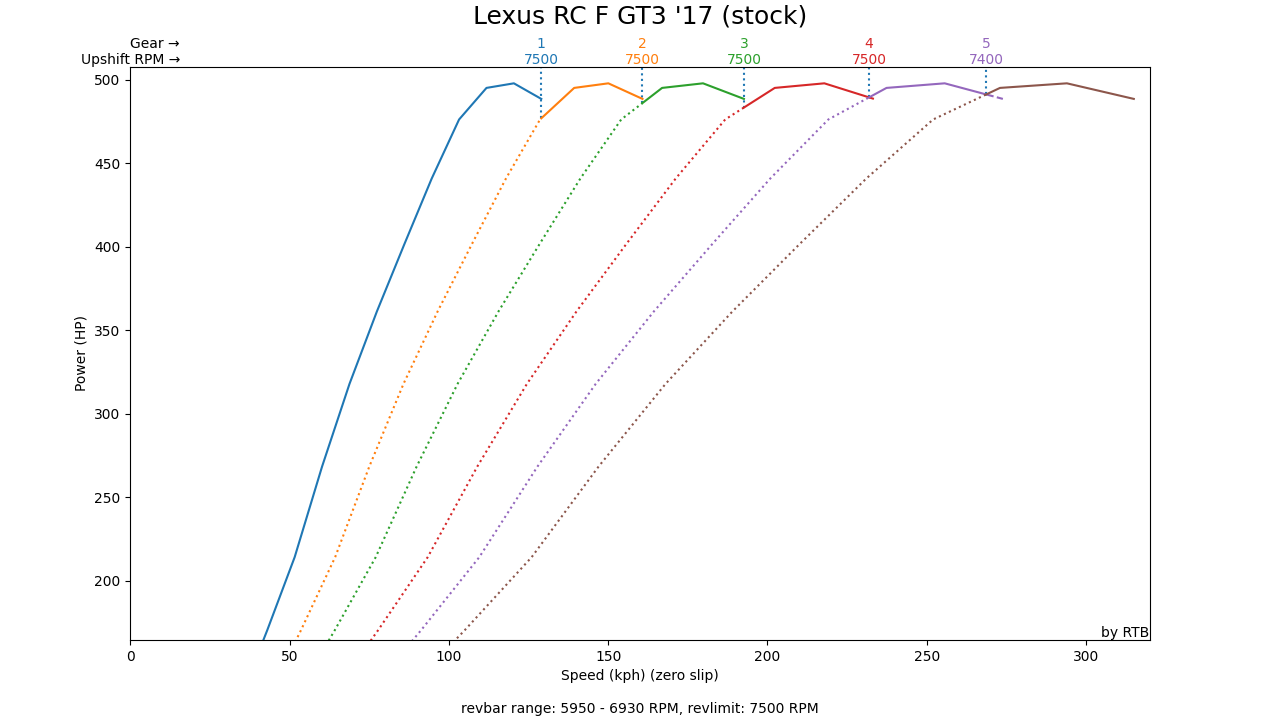 Lexus RC F GT3 '17 (stock)
Gear → 1 2 3 4 5
Upshift RPM → 7500 7500 7500 7500 7400
500
450
400
350
300
250
200
Power (HP)
by RTB
0 50 100 150 200 250 300
Speed (kph) (zero slip)
revbar range: 5950 - 6930 RPM, revlimit: 7500 RPM